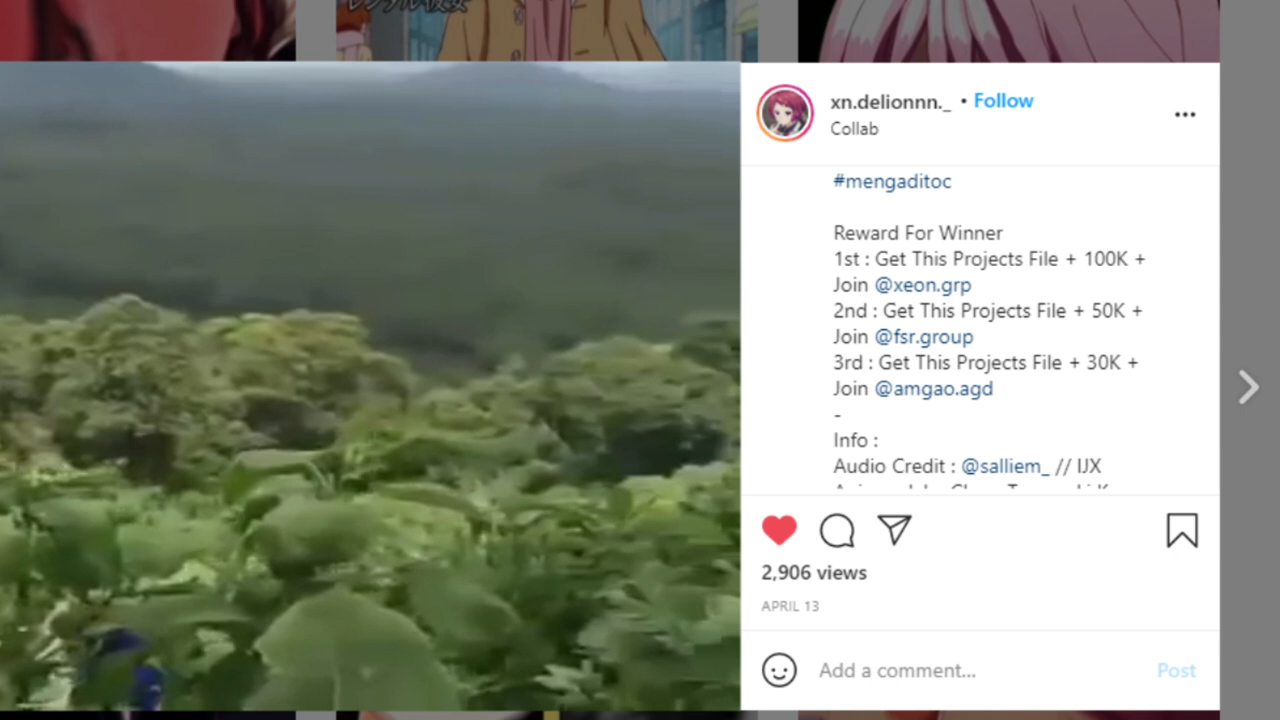 xn.delionnn._ • Follow
Collab
#mengaditoc
Reward For Winner
1st : Get This Projects File + 100K +
Join @xeon.grp
2nd : Get This Projects File + 50K +
Join @fsr.group
3rd : Get This Projects File + 30K +
Join @amgao.agd
-
Info :
Audio Credit : @salliem_ // IJX
2,906 views
APRIL 13
Add a comment... Post